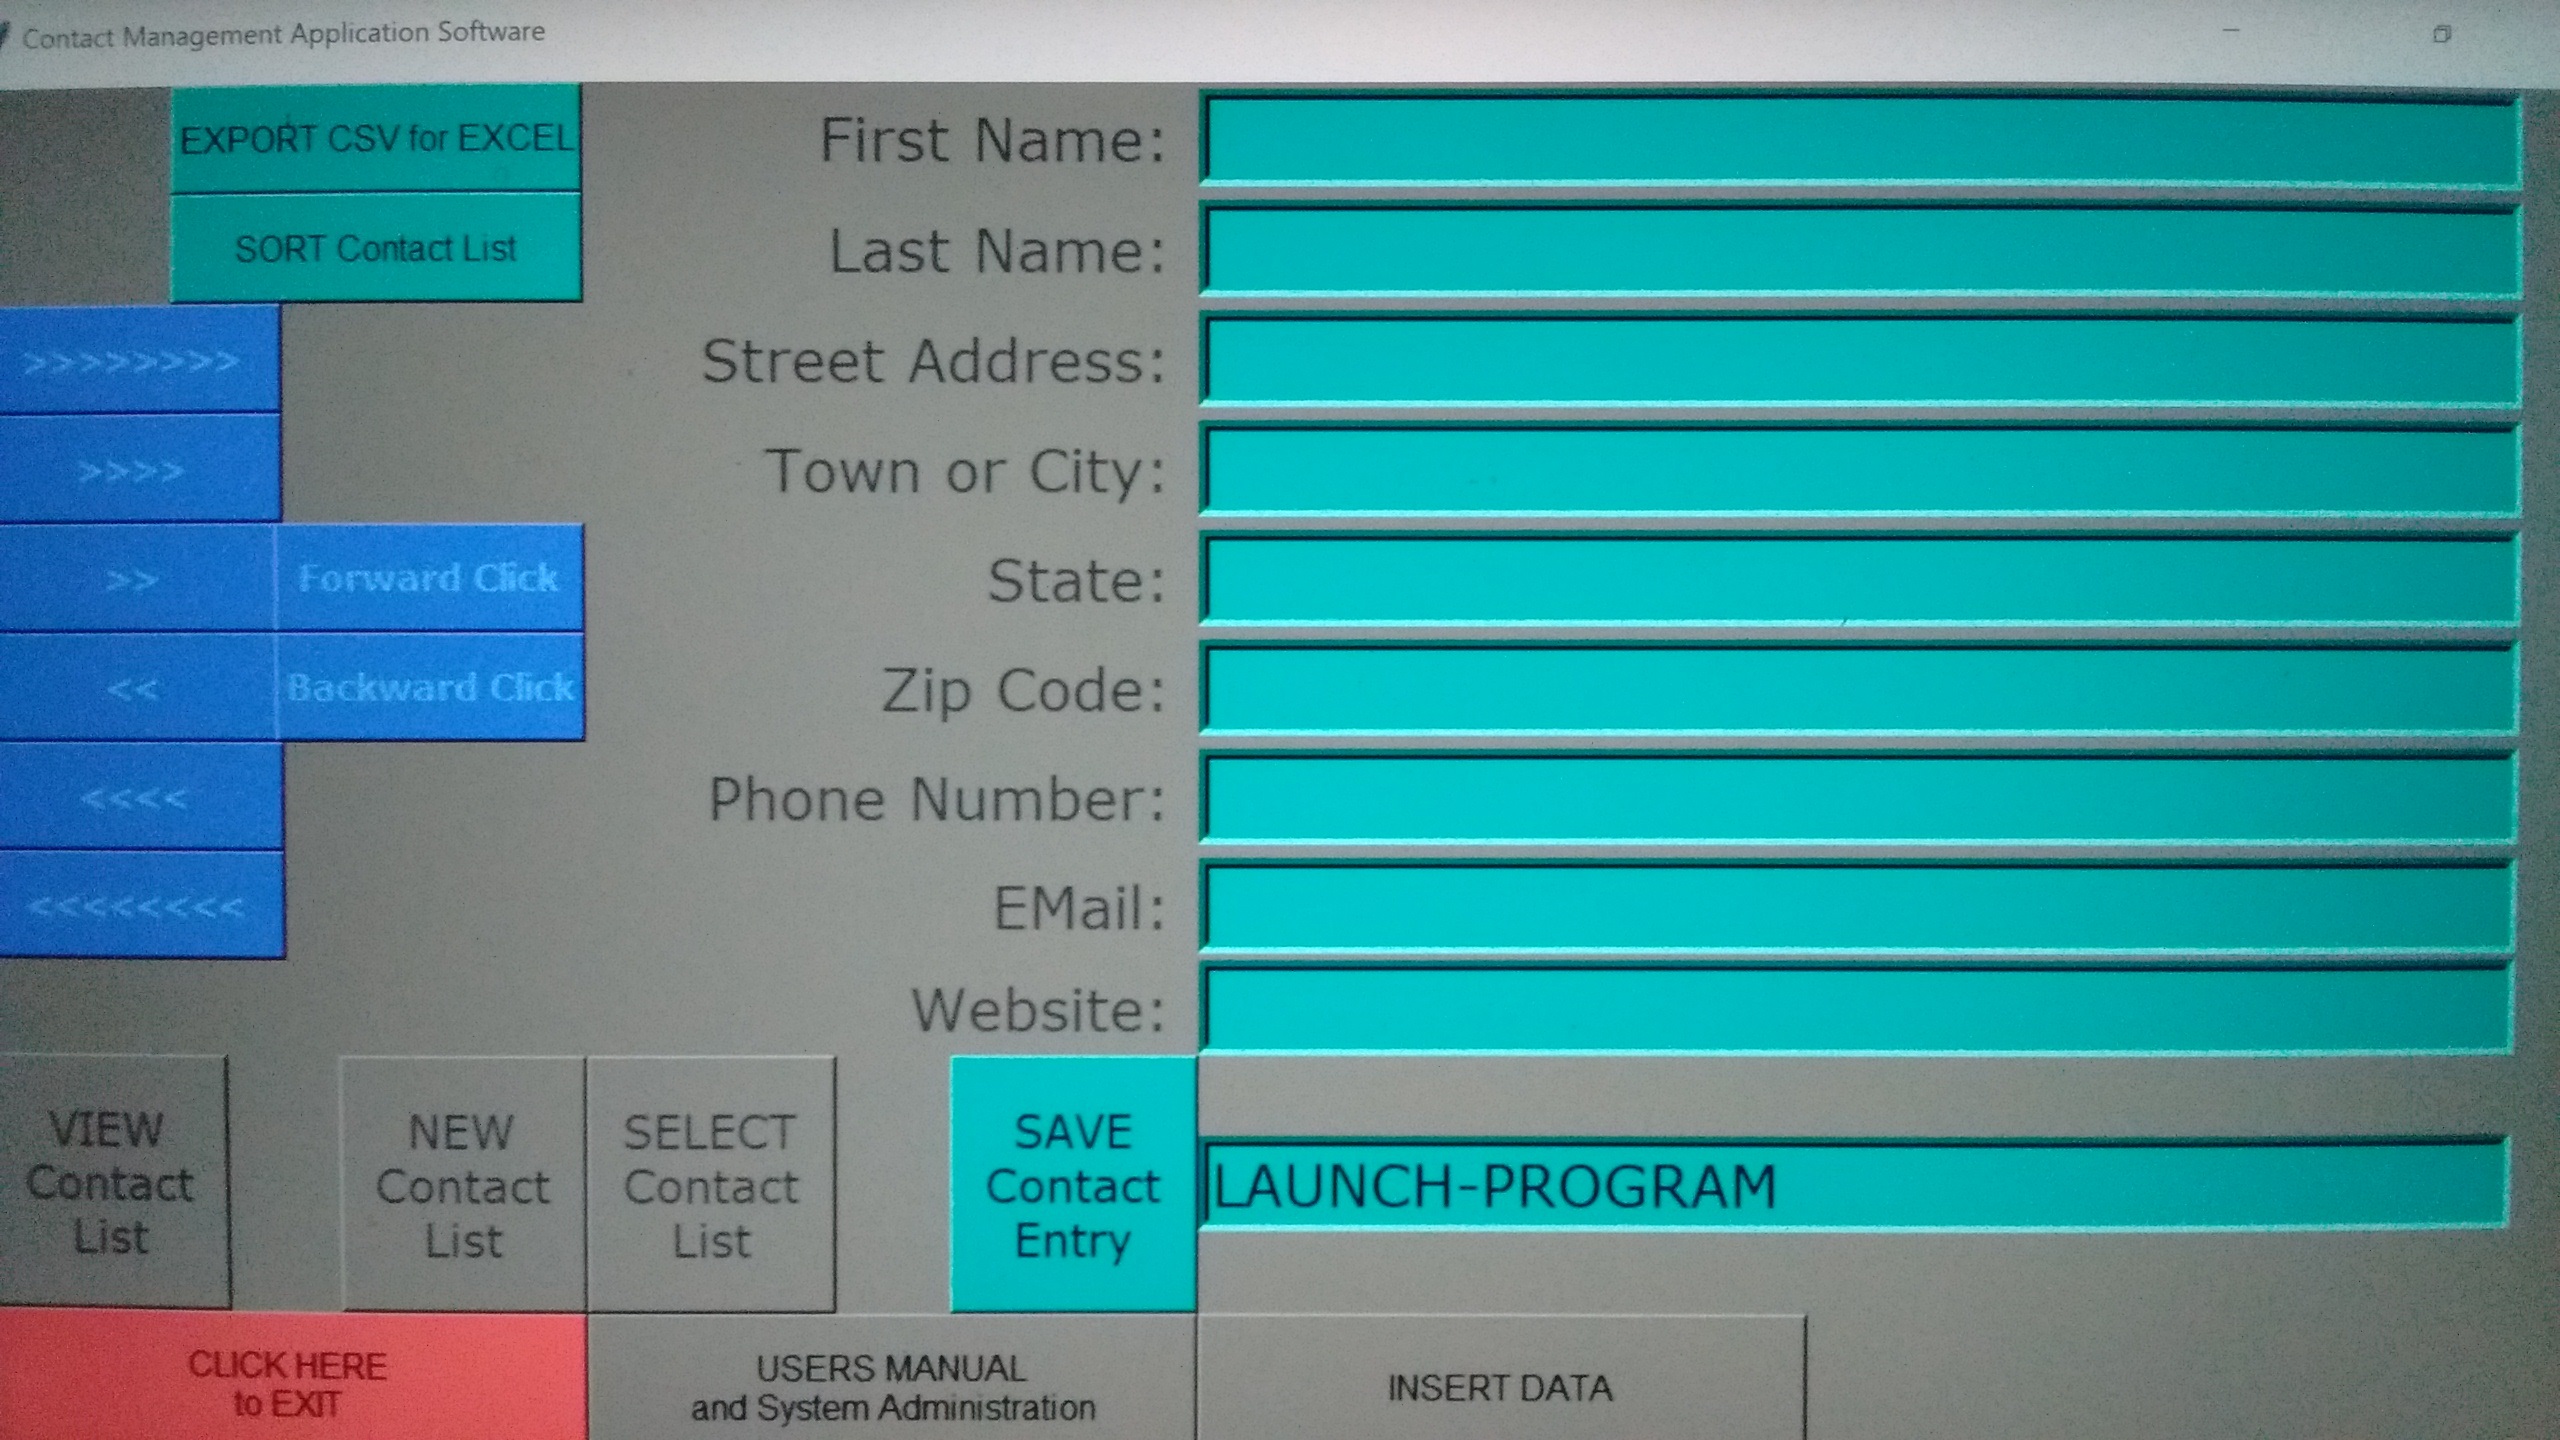 Contact Management Application Software
EXPORT CSV for EXCEL
SORT Contact List
>>>>>>>>
>>>>
>>
Forward Click
<<
Backward Click
<<<<
<<<<<<<<
First Name:
Last Name:
Street Address:
Town or City:
State:
Zip Code:
Phone Number:
EMail:
Website:
VIEW
Contact
List
NEW
Contact
List
SELECT
Contact
List
SAVE
Contact
Entry
LAUNCH-PROGRAM
CLICK HERE
to EXIT
USERS MANUAL
and System Administration
INSERT DATA